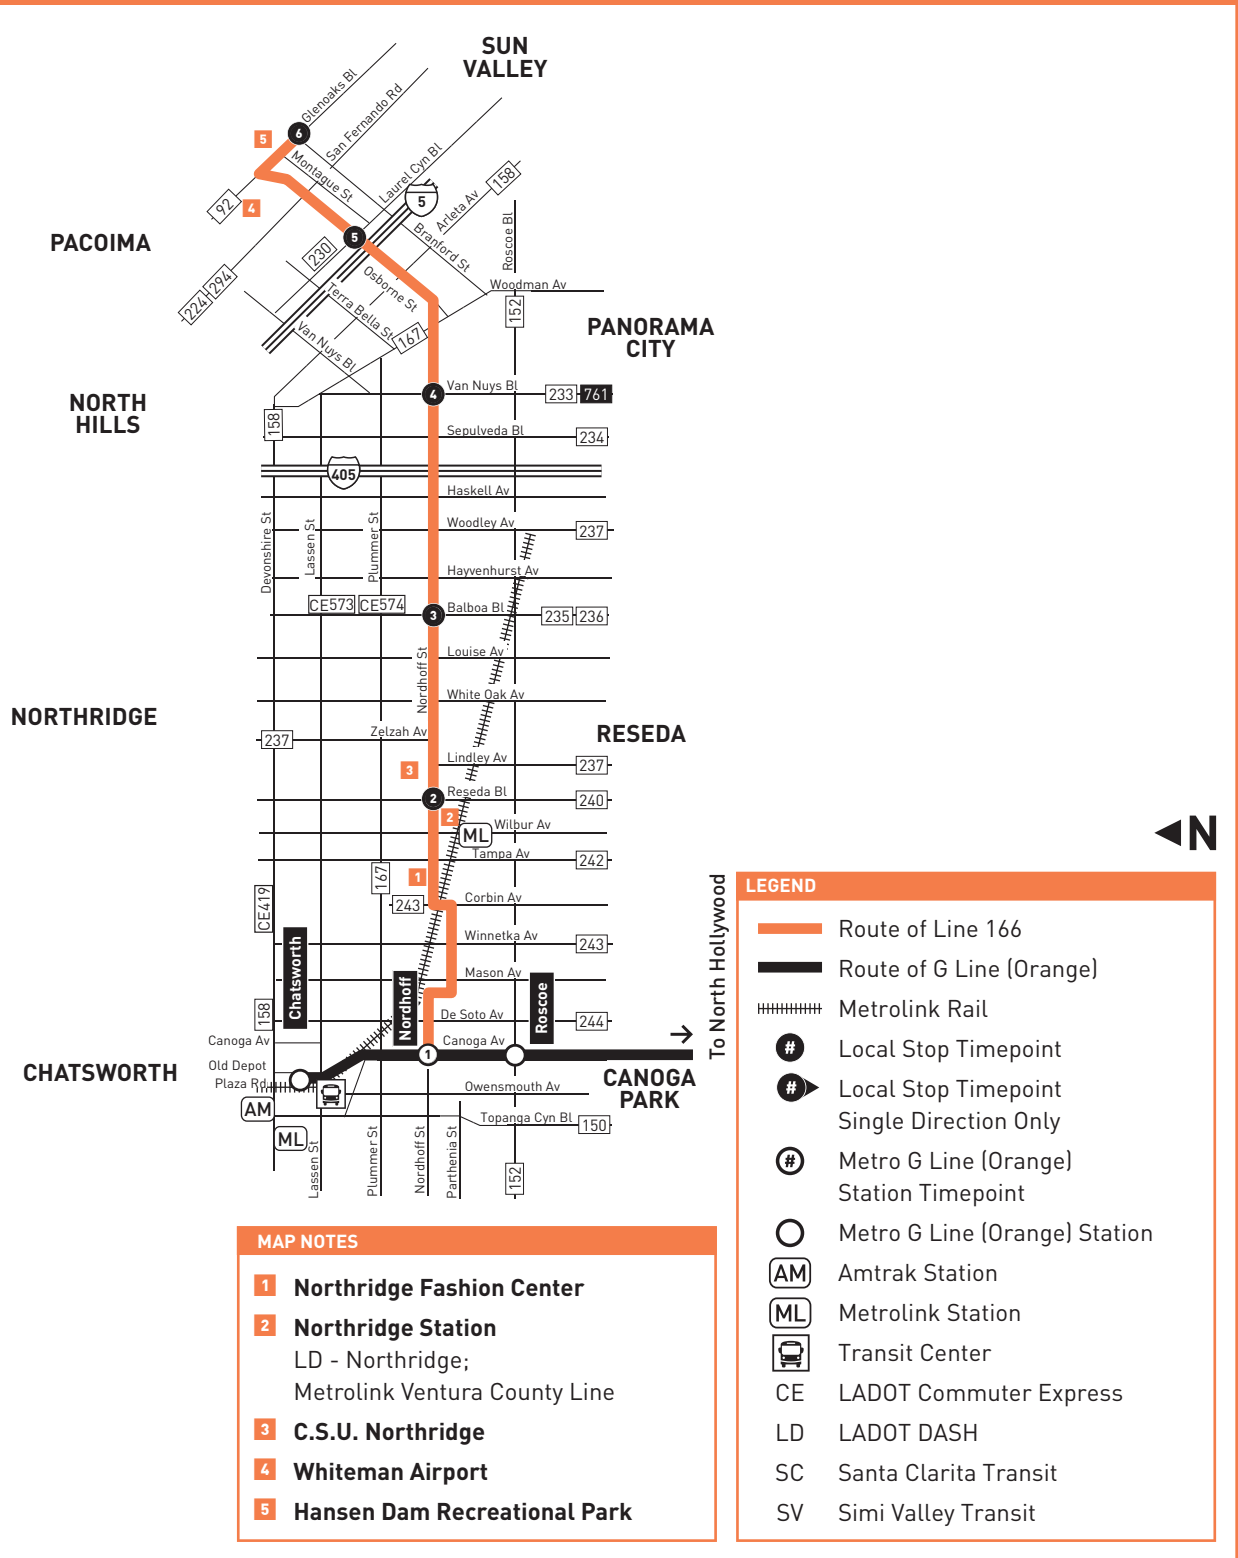 SUN
VALLEY
Glenoaks Bl
San Fernando Rd
6
5
Montague St
Laurel Cyn Bl
158
92
4
5
Arleta Av
Roscoe Bl
PACOIMA
5
230
Branford St
Osborne St
224
294
Terra Bella St
Woodman Av
152
167
Van Nuys Bl
PANORAMA
CITY
NORTH
HILLS
4
Van Nuys Bl
233
761
158
Sepulveda Bl
234
405
Haskell Av
Devonshire St
Lassen St
Plummer St
Woodley Av
237
Hayvenhurst Av
CE573
CE574
3
Balboa Bl
235
236
Nordhoff St
Louise Av
White Oak Av
NORTHRIDGE
237
Zelzah Av
RESEDA
3
Lindley Av
237
2
Reseda Bl
240
2
ML
Wilbur Av
Tampa Av
242
167
1
CE419
243
Corbin Av
Chatsworth
Winnetka Av
243
Nordhoff
Mason Av
Roscoe
158
De Soto Av
244
Canoga Av
1
Canoga Av
To North Hollywood
CHATSWORTH
Old Depot
Plaza Rd
CANOGA
PARK
Owensmouth Av
AM
Topanga Cyn Bl
150
ML
Lassen St
Plummer St
Nordhoff St
Parthenia St
152
N
MAP NOTES
1 Northridge Fashion Center
2 Northridge Station
LD - Northridge;
Metrolink Ventura County Line
3 C.S.U. Northridge
4 Whiteman Airport
5 Hansen Dam Recreational Park
LEGEND
Route of Line 166
Route of G Line (Orange)
Metrolink Rail
# Local Stop Timepoint
# Local Stop Timepoint
Single Direction Only
# Metro G Line (Orange)
Station Timepoint
Metro G Line (Orange) Station
AM Amtrak Station
ML Metrolink Station
Transit Center
CE LADOT Commuter Express
LD LADOT DASH
SC Santa Clarita Transit
SV Simi Valley Transit